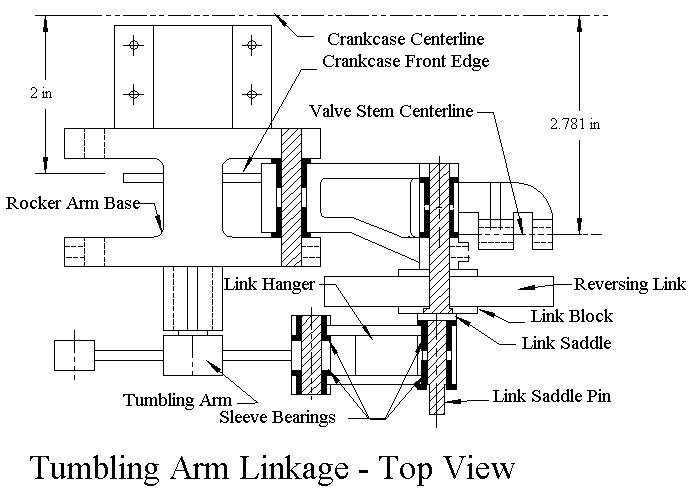 Crankcase Centerline
Crankcase Front Edge
2 in
Valve Stem Centerline
2.781 in
Rocker Arm Base
Link Hanger
Reversing Link
Link Block
Link Saddle
Tumbling Arm
Link Saddle Pin
Sleeve Bearings
Tumbling Arm Linkage - Top View